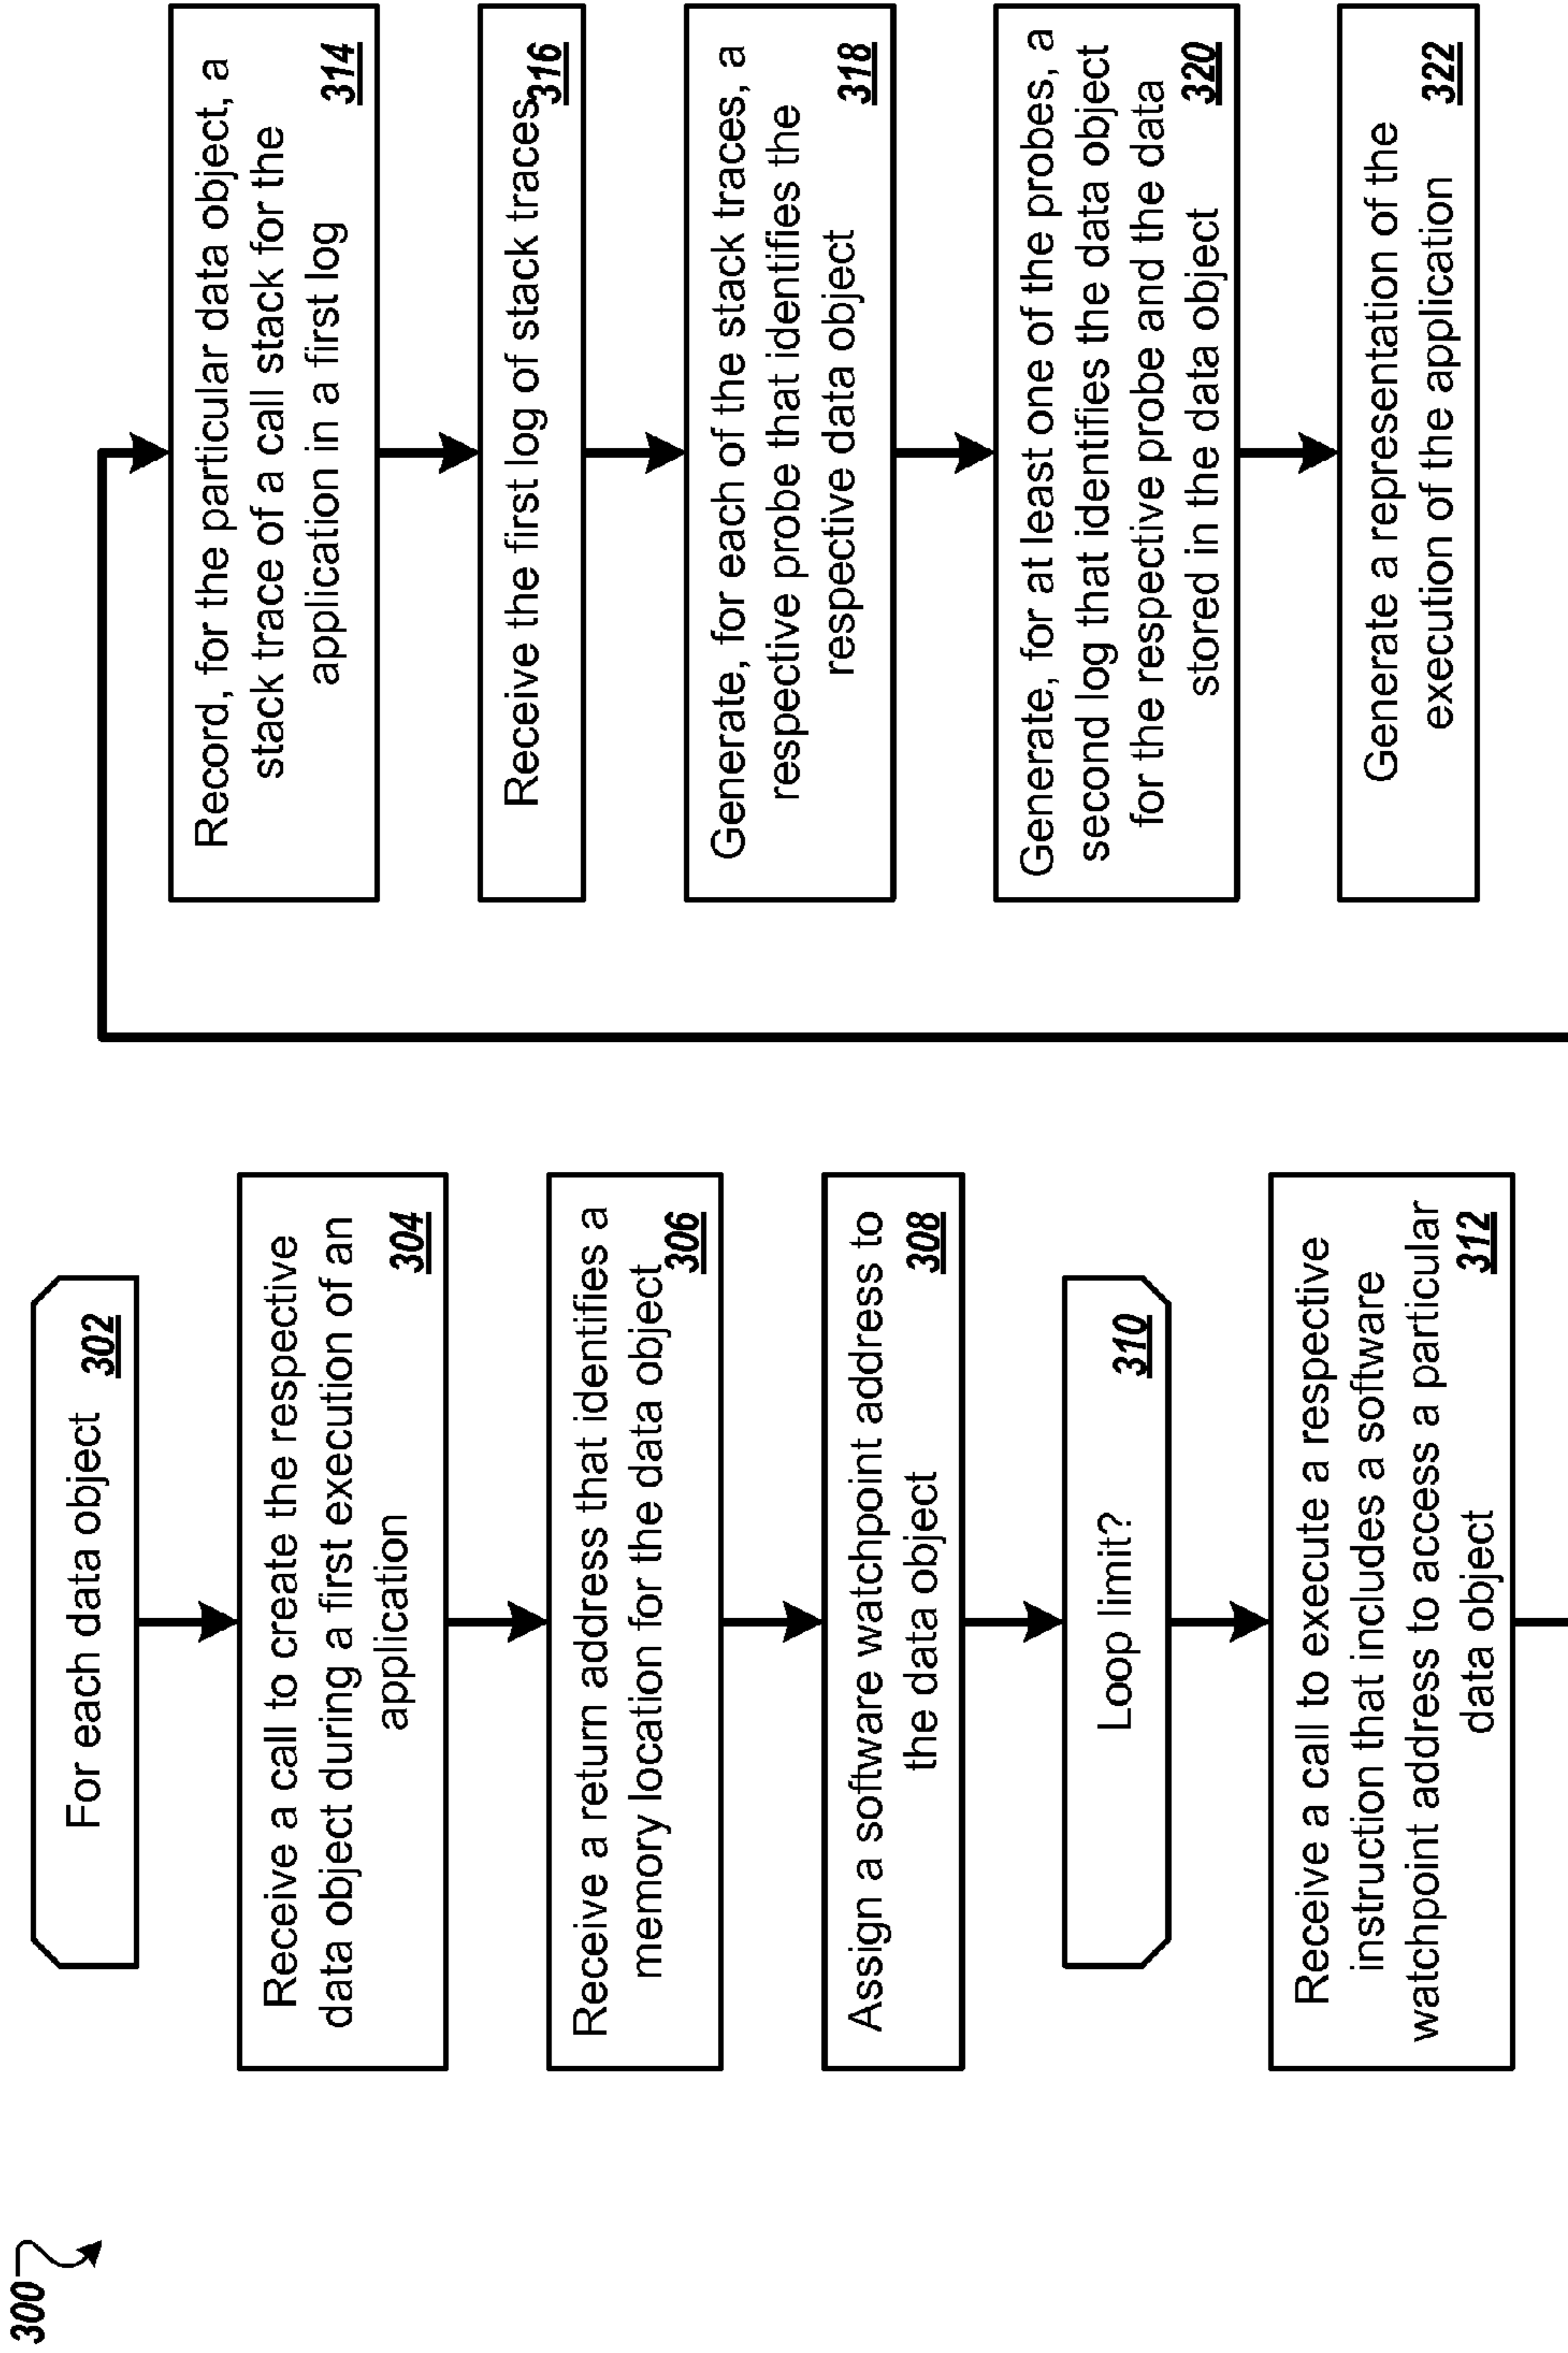 300
For each data object
302
Receive a call to create the respective
data object during a first execution of an
application
304
Receive a return address that identifies a
memory location for the data object
306
Assign a software watchpoint address to
the data object
308
Loop limit?
310
Receive a call to execute a respective
instruction that includes a software
watchpoint address to access a particular
data object
312
Record, for the particular data object, a
stack trace of a call stack for the
application in a first log
314
Receive the first log of stack traces
316
Generate, for each of the stack traces, a
respective probe that identifies the
respective data object
318
Generate, for at least one of the probes, a
second log that identifies the data object
for the respective probe and the data
stored in the data object
320
Generate a representation of the
execution of the application
322